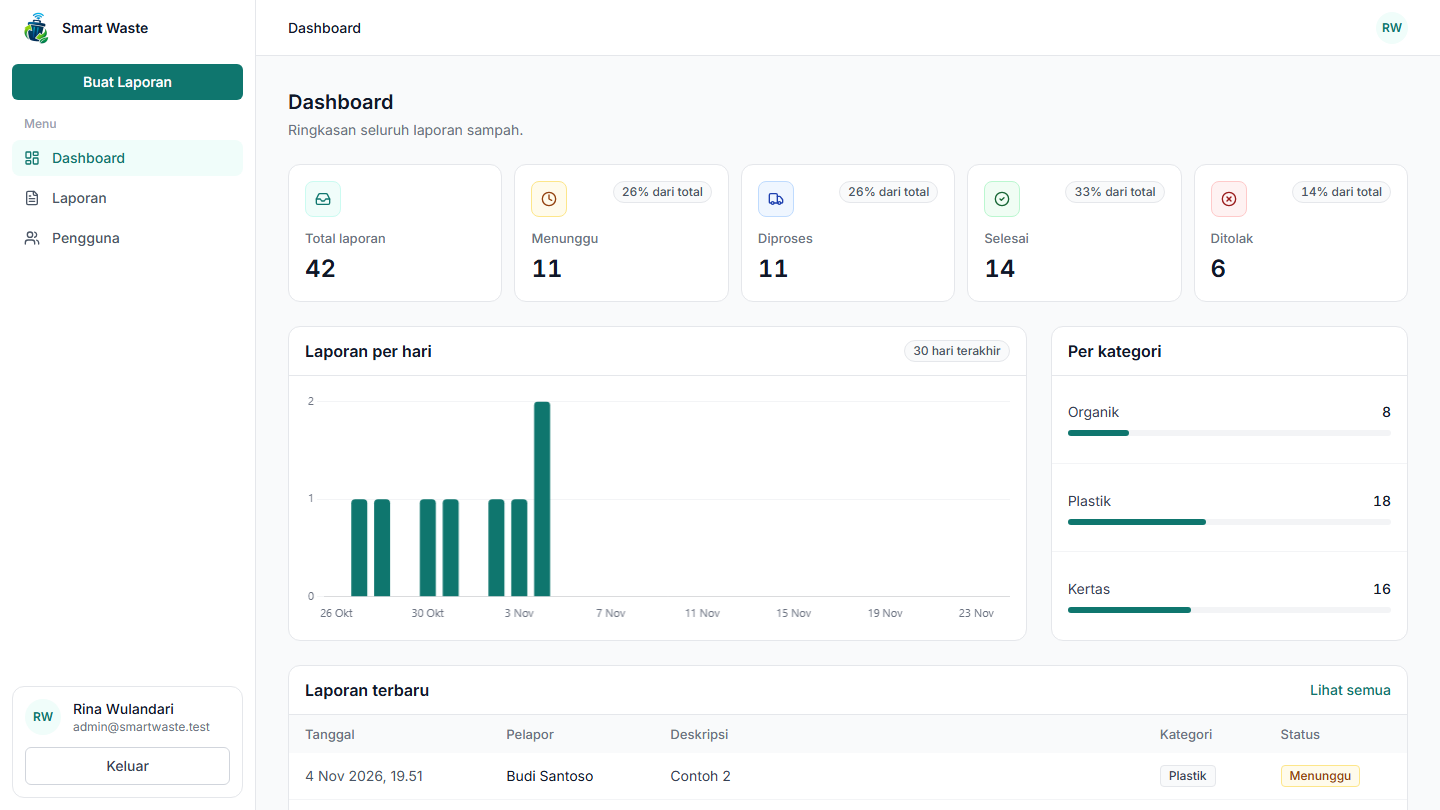 Smart Waste
Buat Laporan
Menu
Dashboard
Laporan
Pengguna
RW
Rina Wulandari
admin@smartwaste.test
Keluar
Dashboard
RW
Dashboard
Ringkasan seluruh laporan sampah.
Total laporan
42
26% dari total
Menunggu
11
26% dari total
Diproses
11
33% dari total
Selesai
14
14% dari total
Ditolak
6
Laporan per hari
30 hari terakhir
2
1
0
26 Okt 30 Okt 3 Nov 7 Nov 11 Nov 15 Nov 19 Nov 23 Nov
Per kategori
Organik 8
Plastik 18
Kertas 16
Laporan terbaru
Lihat semua
Tanggal Pelapor Deskripsi Kategori Status
4 Nov 2026, 19.51 Budi Santoso Contoh 2 Plastik Menunggu